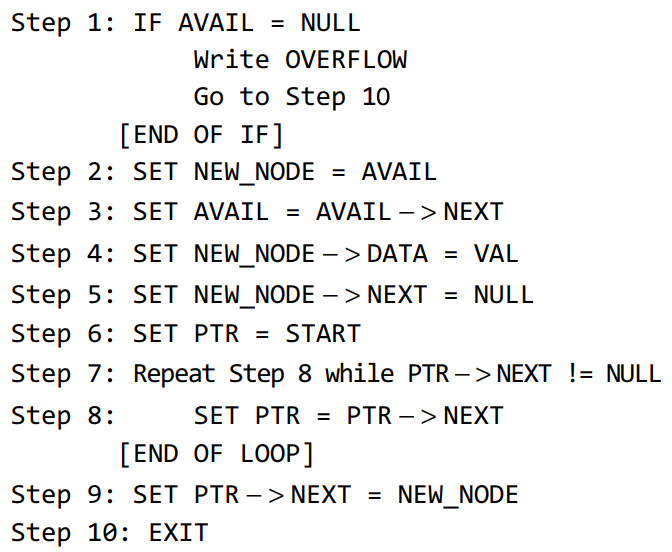 Step 1: IF AVAIL = NULL
Write OVERFLOW
Go to Step 10
[END OF IF]
Step 2: SET NEW_NODE = AVAIL
Step 3: SET AVAIL = AVAIL->NEXT
Step 4: SET NEW_NODE->DATA = VAL
Step 5: SET NEW_NODE->NEXT = NULL
Step 6: SET PTR = START
Step 7: Repeat Step 8 while PTR->NEXT != NULL
Step 8: SET PTR = PTR->NEXT
[END OF LOOP]
Step 9: SET PTR->NEXT = NEW_NODE
Step 10: EXIT